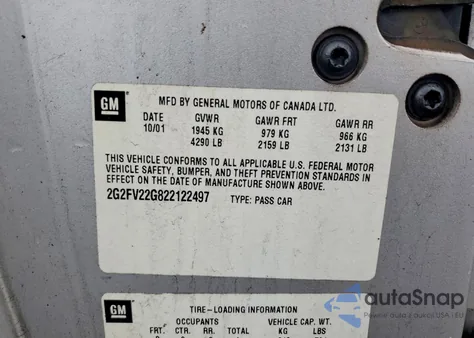 GM
MFD BY GENERAL MOTORS OF CANADA LTD.
DATE GVWR GAWR FRT GAWR RR
10/01 1945 KG 979 KG 966 KG
4290 LB 2159 LB 2131 LB
THIS VEHICLE CONFORMS TO ALL APPLICABLE U.S. FEDERAL MOTOR
VEHICLE SAFETY, BUMPER, AND THEFT PREVENTION STANDARDS IN
EFFECT ON THE DATE OF MANUFACTURE SHOWN ABOVE.
2G2FV22G822122497 TYPE: PASS CAR
GM
TIRE-LOADING INFORMATION
OCCUPANTS VEHICLE CAP. WT.
FRT. CTR. RR. KG LBS
autoSnap